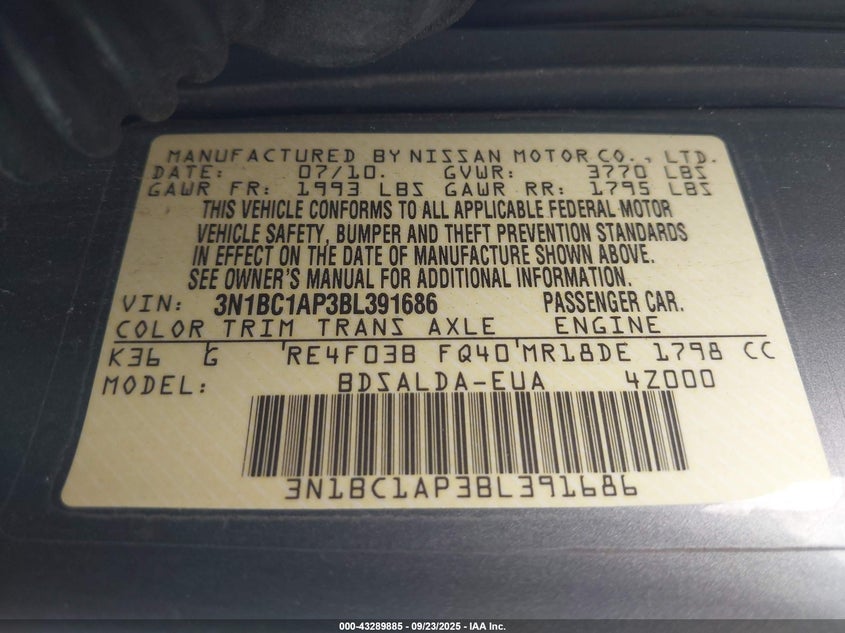 MANUFACTURED BY NISSAN MOTOR CO., LTD.
DATE: 07/10. GVWR: 3770 LBS
GAWR FR: 1993 LBS GAWR RR: 1795 LBS
THIS VEHICLE CONFORMS TO ALL APPLICABLE FEDERAL MOTOR
VEHICLE SAFETY, BUMPER AND THEFT PREVENTION STANDARDS
IN EFFECT ON THE DATE OF MANUFACTURE SHOWN ABOVE.
SEE OWNER'S MANUAL FOR ADDITIONAL INFORMATION.
VIN: 3N1BC1AP3BL391686 PASSENGER CAR.
COLOR TRIM TRANS AXLE ENGINE
K36 G RE4F03B FQ40 MR18DE 1798 CC
MODEL: BDSALDA-EUA 4Z000
3N1BC1AP3BL391686
000-43289885 - 09/23/2025 - IAA Inc.